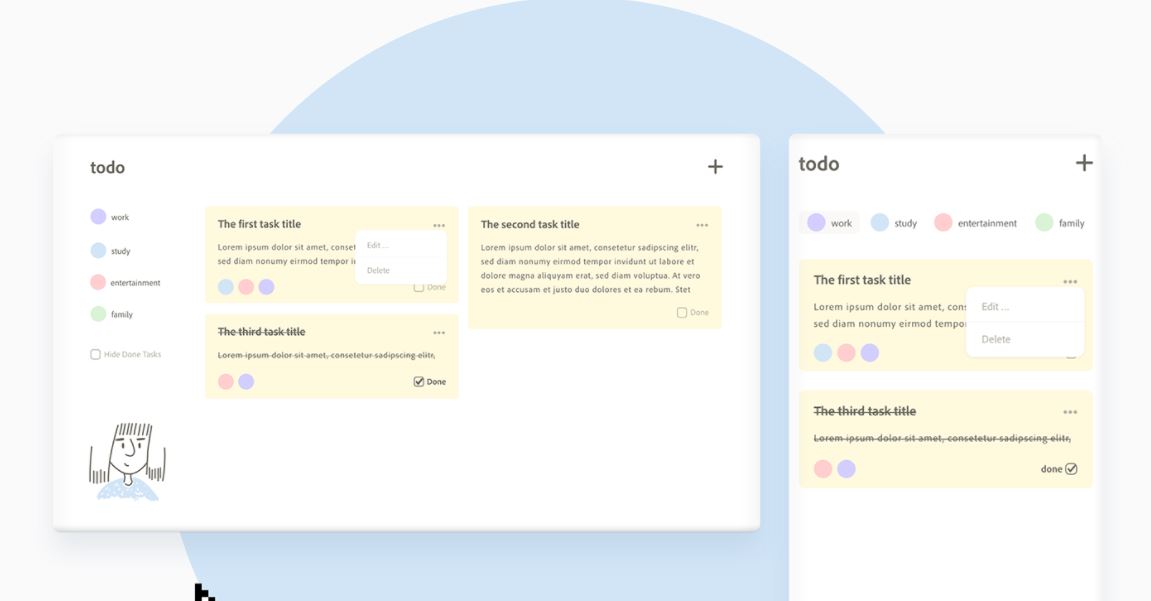 todo
work
study
entertainment
family
Hide Done Tasks
The first task title
Lorem ipsum dolor sit amet,
sed diam nonumy eirmod tempor
Edit ...
Delete
Done
The third task title
Lorem ipsum dolor sit amet, consetetur sadipscing elitr,
Done
The second task title
Lorem ipsum dolor sit amet, consetetur sadipscing elitr,
sed diam nonumy eirmod tempor invidunt ut labore et
dolore magna aliquyam erat, sed diam voluptua. At vero
eos et accusam et justo duo dolores et ea rebum. Stet
Done
todo
work study entertainment family
The first task title
Lorem ipsum dolor sit amet,
sed diam nonumy eirmod
Edit ...
Delete
The third task title
Lorem ipsum dolor sit amet, consetetur sadipscing elitr,
done